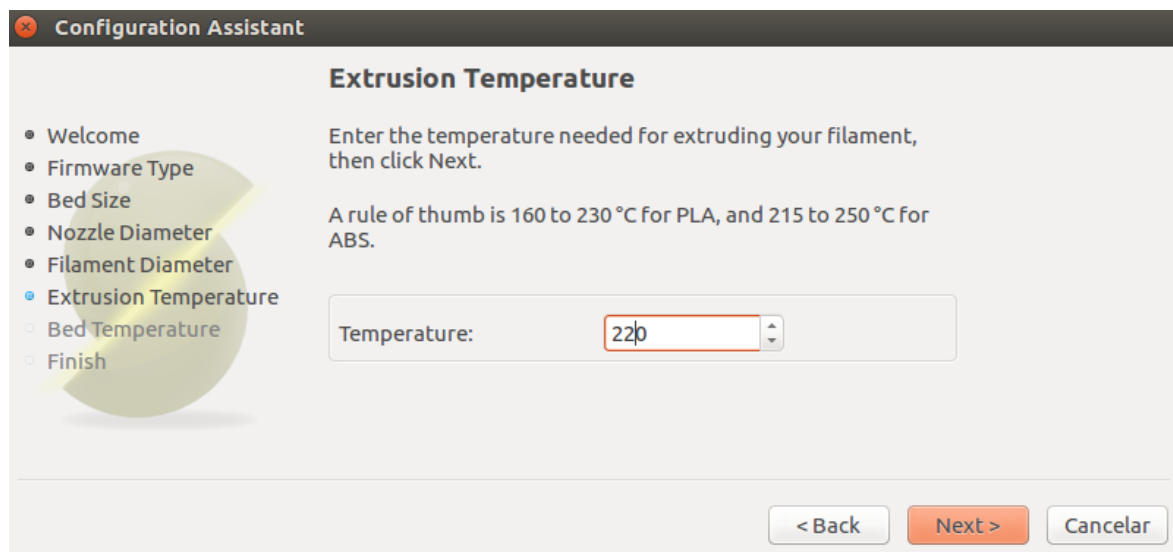 Configuration Assistant
Extrusion Temperature
Welcome
Firmware Type
Bed Size
Nozzle Diameter
Filament Diameter
Extrusion Temperature
Bed Temperature
Finish
Enter the temperature needed for extruding your filament,
then click Next.
A rule of thumb is 160 to 230 °C for PLA, and 215 to 250 °C for
ABS.
Temperature: 220
< Back Next > Cancelar